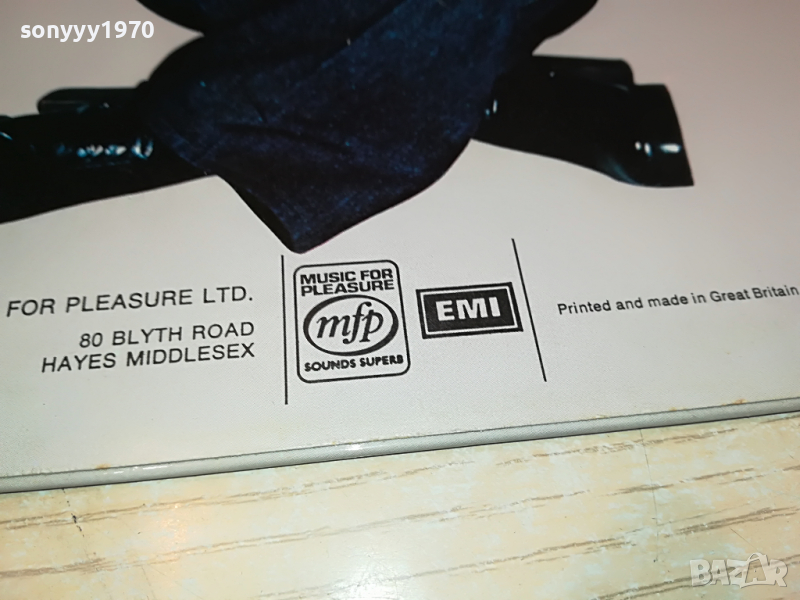 sonyyy1970
FOR PLEASURE LTD.
80 BLYTH ROAD
HAYES MIDDLESEX
MUSIC FOR
PLEASURE
mfp
SOUNDS SUPERB
EMI
Printed and made in Great Britain
BAZAR